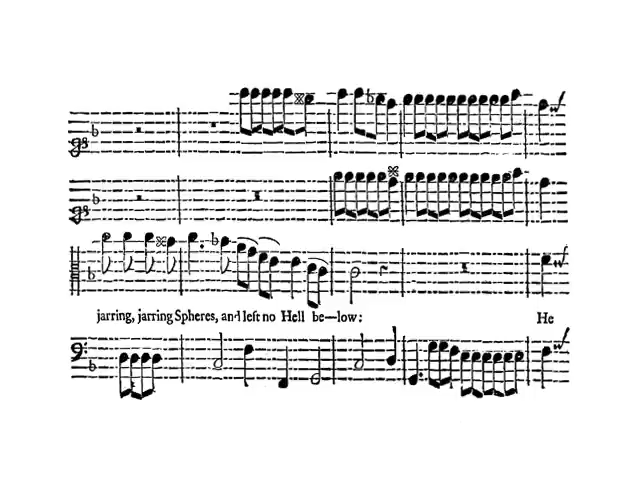 jarring, jarring Spheres, and left no Hell be—low: He